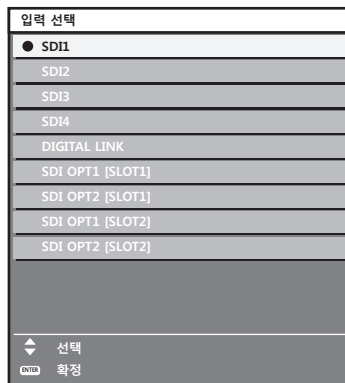 입력 선택
SDI1
SDI2
SDI3
SDI4
DIGITAL LINK
SDI OPT1 [SLOT1]
SDI OPT2 [SLOT1]
SDI OPT1 [SLOT2]
SDI OPT2 [SLOT2]
선택
ENTER 확정